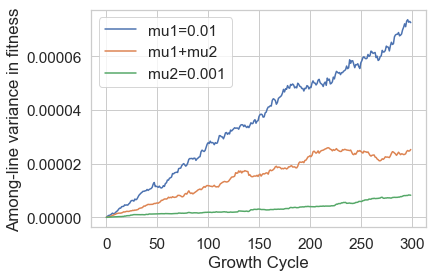 Among-line variance in fitness
0.00006
0.00004
0.00002
0.00000
mu1=0.01
mu1+mu2
mu2=0.001
0 50 100 150 200 250 300
Growth Cycle